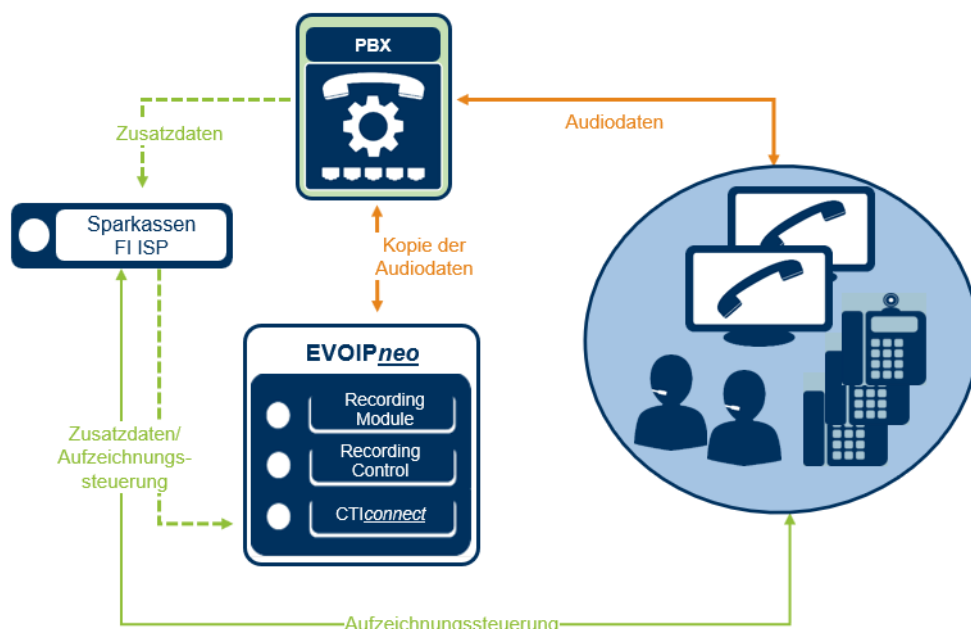 PBX
Audiodaten
Zusatzdaten
Sparkassen
FI ISP
Kopie der
Audiodaten
EVOIPneo
Recording
Module
Recording
Control
CTIconnect
Zusatzdaten/
Aufzeichnungs-
steuerung
Aufzeichnungssteuerung